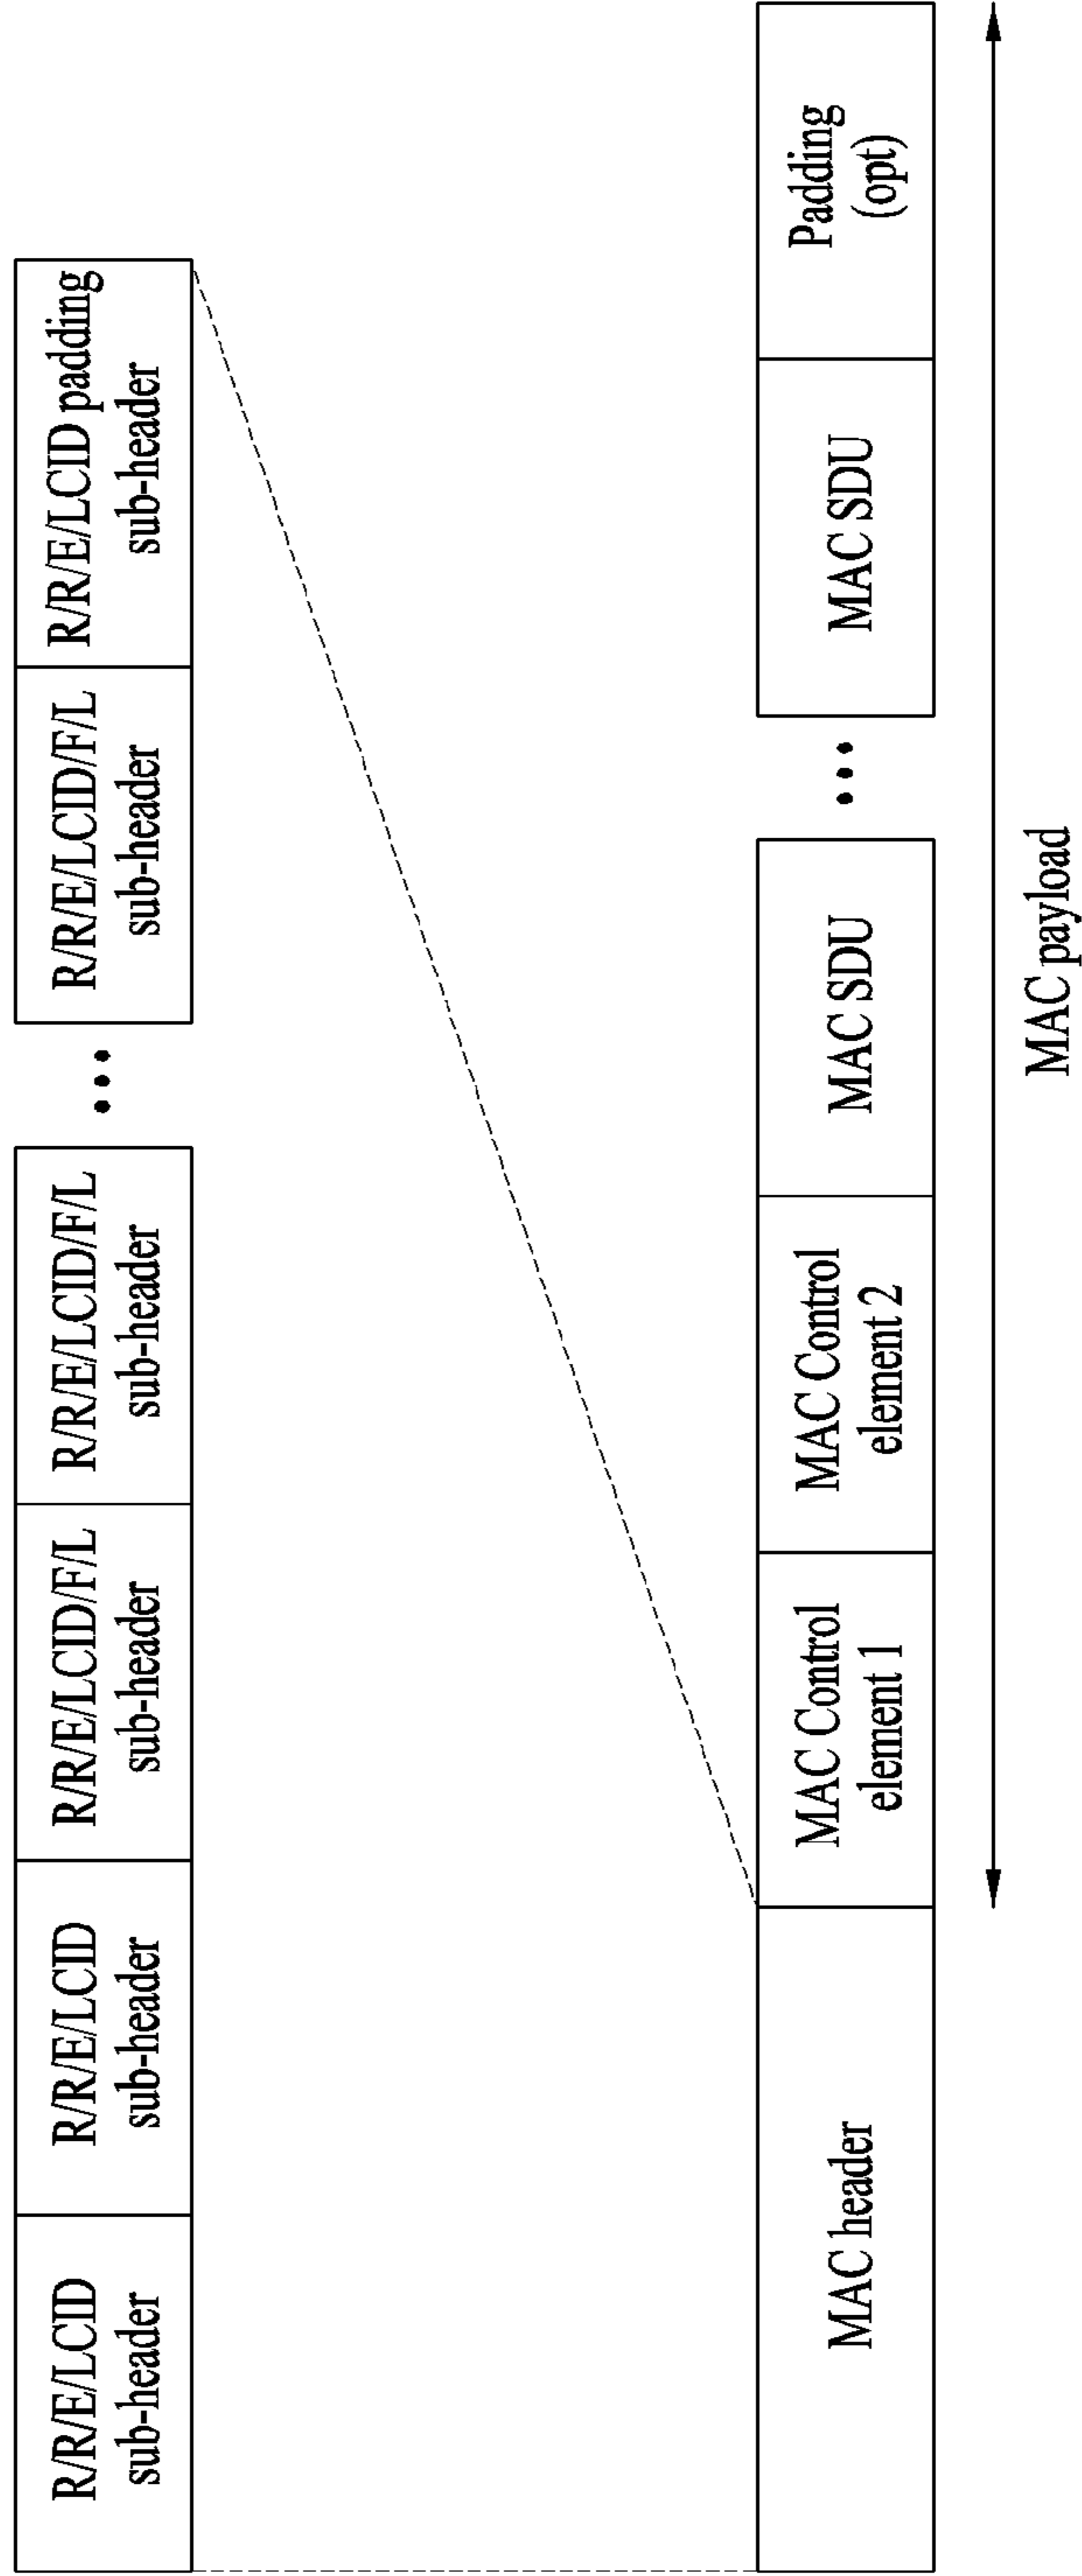 R/R/E/LCID
sub-header
R/R/E/LCID
sub-header
R/R/E/LCID/F/L
sub-header
R/R/E/LCID/F/L
sub-header
...
R/R/E/LCID/F/L
sub-header
R/R/E/LCID padding
sub-header
MAC header
MAC Control
element 1
MAC Control
element 2
MAC SDU
...
MAC SDU
Padding
(opt)
MAC payload